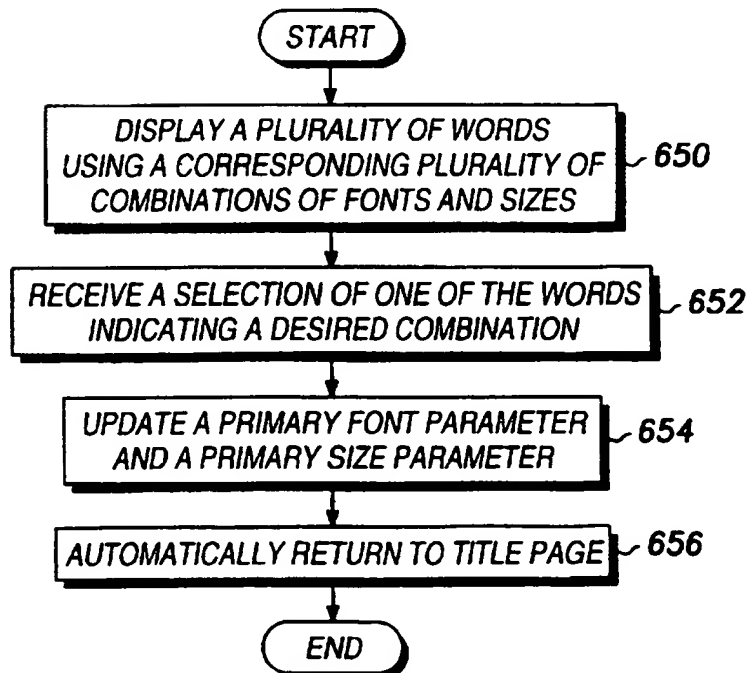 START
DISPLAY A PLURALITY OF WORDS
USING A CORRESPONDING PLURALITY OF
COMBINATIONS OF FONTS AND SIZES
650
RECEIVE A SELECTION OF ONE OF THE WORDS
INDICATING A DESIRED COMBINATION
652
UPDATE A PRIMARY FONT PARAMETER
AND A PRIMARY SIZE PARAMETER
654
AUTOMATICALLY RETURN TO TITLE PAGE
656
END